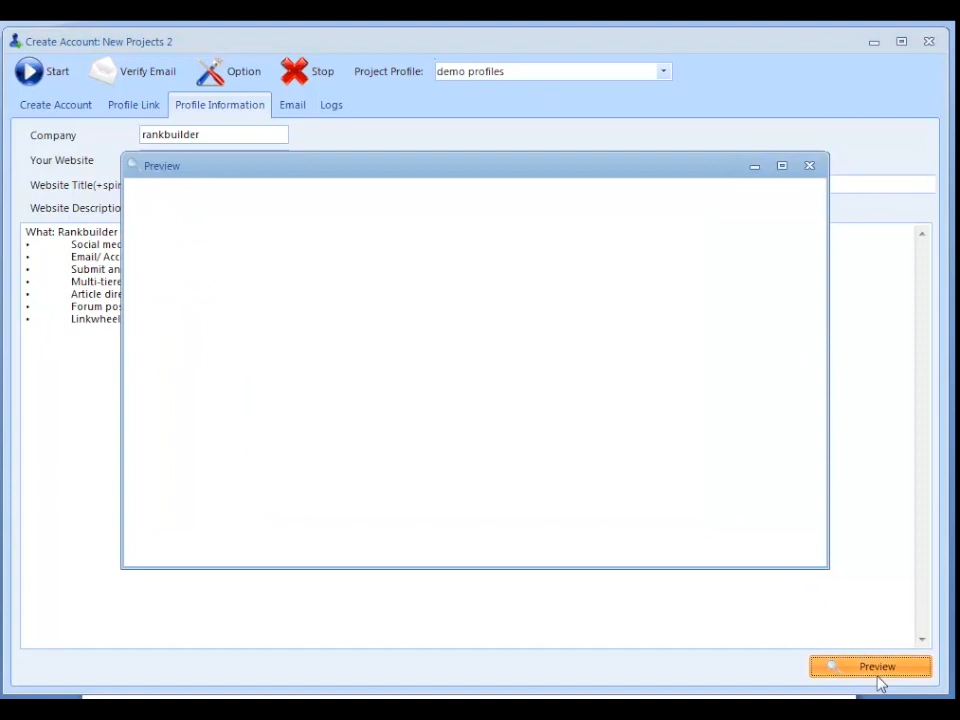 Create Account: New Projects 2
Start Verify Email Option Stop Project Profile: demo profiles
Create Account Profile Link Profile Information Email Logs
Company rankbuilder
Your Website
Preview
Website Title(+spin
Website Descriptio
What: Rankbuilder
• Social med
• Email/ Acc
• Submit an
• Multi-tiere
• Article dire
• Forum pos
• Linkwheel
Preview